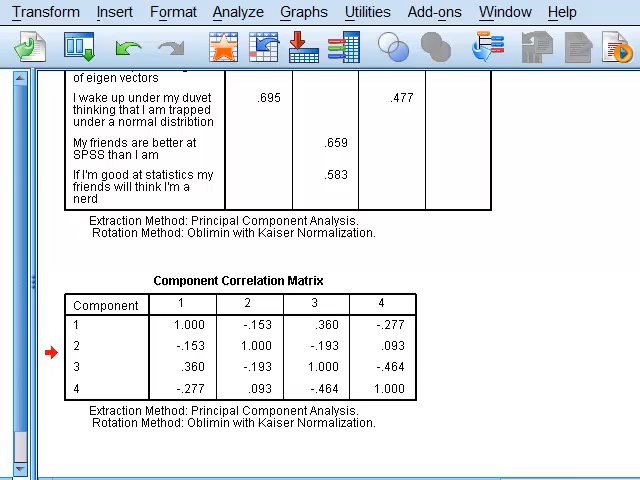 Transform Insert Format Analyze Graphs Utilities Add-ons Window Help
of eigen vectors
I wake up under my duvet .695 .477
thinking that I am trapped
under a normal distribtion
My friends are better at .659
SPSS than I am
If I'm good at statistics my .583
friends will think I'm a
nerd
Extraction Method: Principal Component Analysis.
Rotation Method: Oblimin with Kaiser Normalization.
Component Correlation Matrix
Component 1 2 3 4
1 1.000 -.153 .360 -.277
2 -.153 1.000 -.193 .093
3 .360 -.193 1.000 -.464
4 -.277 .093 -.464 1.000
Extraction Method: Principal Component Analysis.
Rotation Method: Oblimin with Kaiser Normalization.